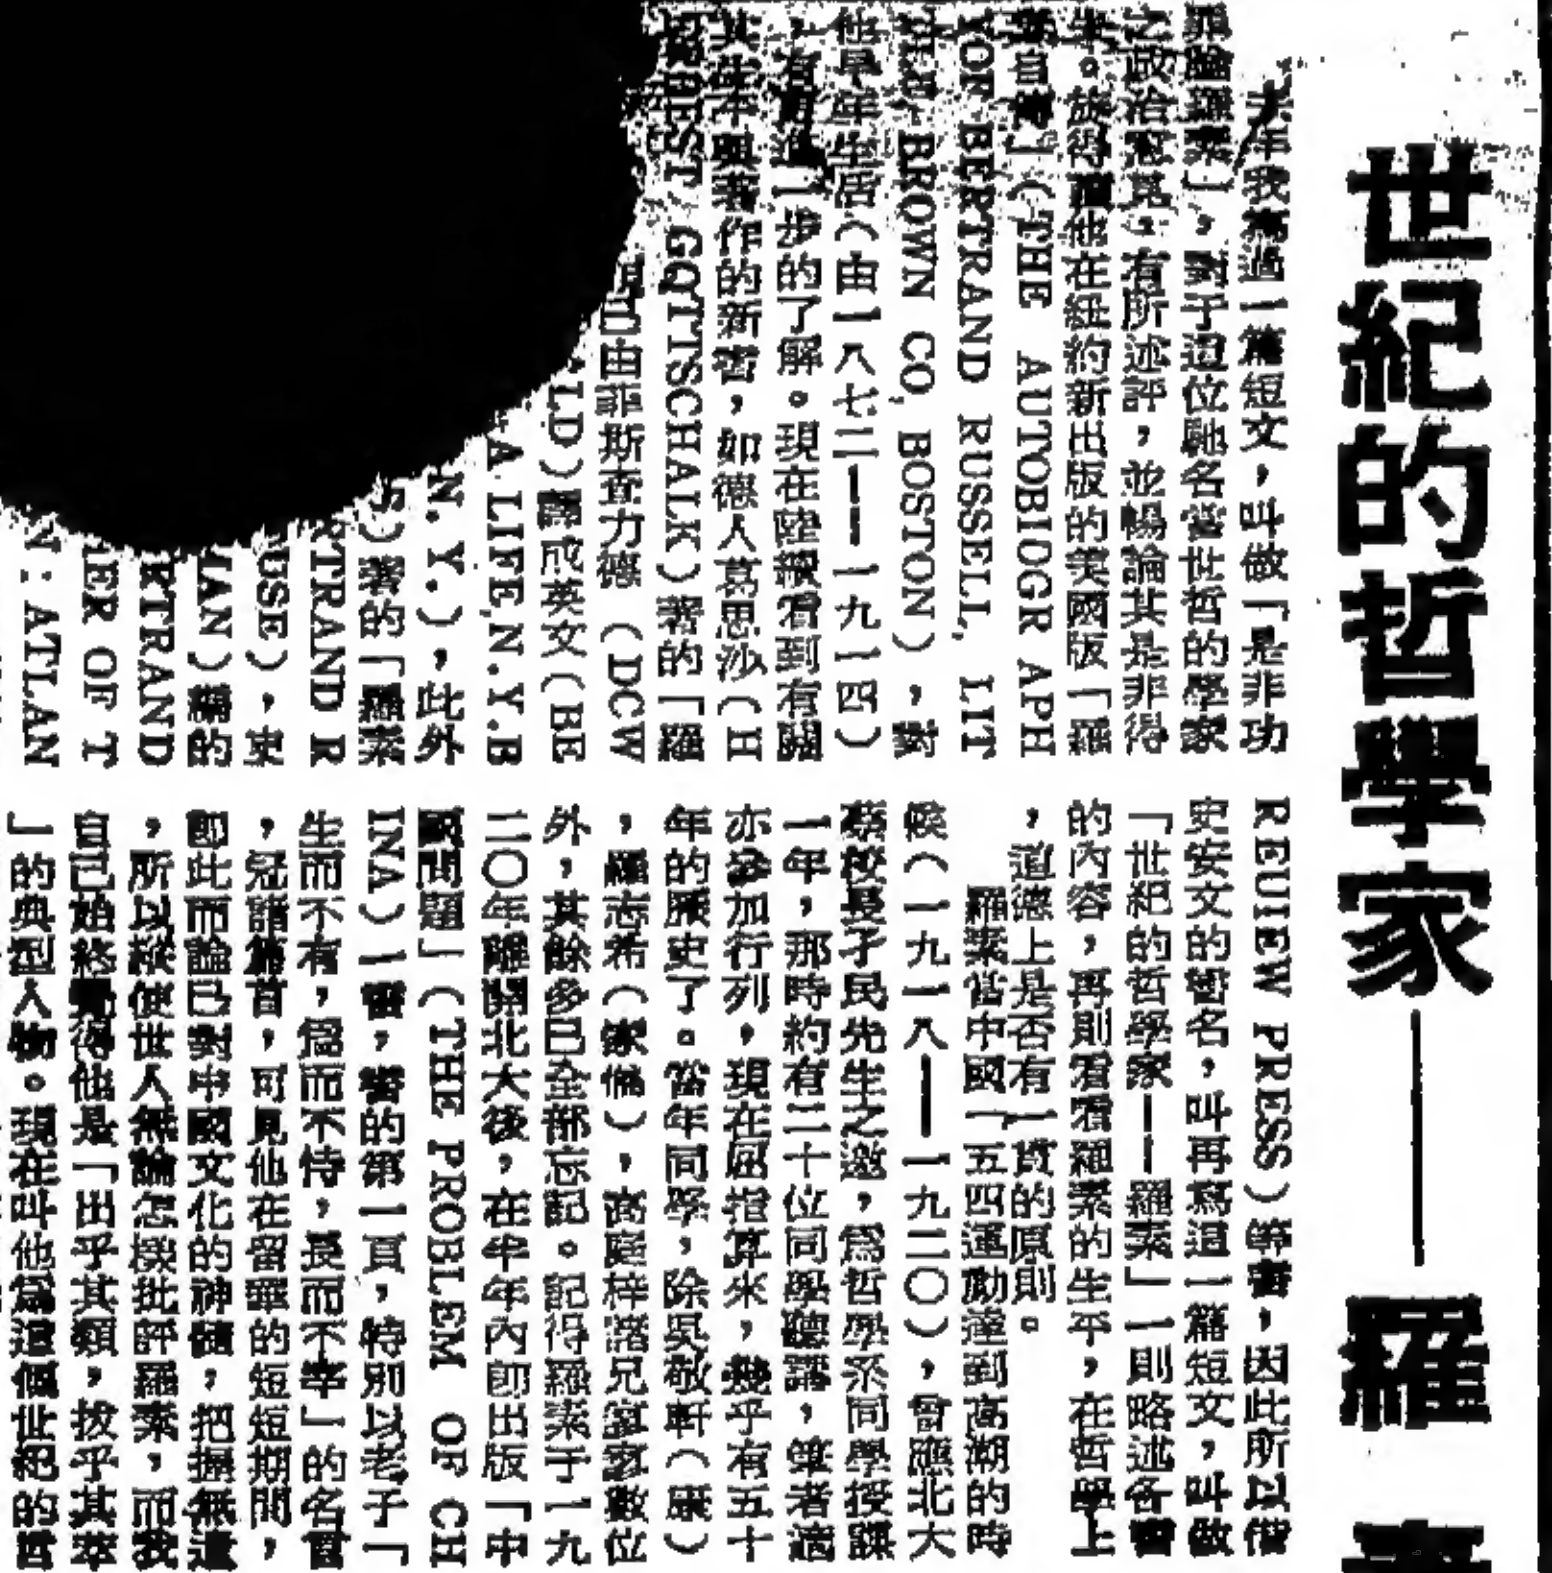 世紀的哲學家——羅
去年我寫過一篇短文，叫做「是非功
罪論羅素」，對于這位馳名當世哲的學家
之政治意見，有所述評，並暢論其是非得
失。旋得讀他在紐約新出版的美國版「羅
素自傳」（THE AUTOBIOGR APH
Y OF BERTRAND RUSSELL, LIT
BROWN CO, BOSTON），對
他早年生活（由一八七二——一九一四）
，有進一步的了解。現在陸續看到有關
其生平與著作的新書，如德人葛思沙（H
ERBEST GQTTSCHALK）著的「羅
自由菲斯查力德（DCW
LD）譯成英文（BE
A LIFE,N.Y.B
N.Y.），此外
）著的「羅素
RTRAND R
USE），史
MAN）編的
RTRAND
HER OF T
N：ATLAN
REUIEW PRESS）等書，因此所以借
史安文的書名，叫再寫這一篇短文，叫做
「世紀的哲學家——羅素」一則略述各書
的內容，再則看看羅素的生平，在哲學上
，道德上是否有一貫的原則。
羅素當中國「五四運動達到高潮的時
候（一九一八——一九二〇），曾應北大
蔡校長孑民先生之邀，爲哲學系同學授課
一年，那時約有二十位同學聽講，筆者適
亦參加行列，現在屈指算來，幾乎有五十
年的歷史了。當年同學，除吳敬軒（康）
，羅志希（家倫），高庭梓諸兄寥寥數位
外，其餘多已全部忘記。記得羅素于一九
二〇年離開北大後，在半年內卽出版「中
國問題」（THE PROBLEM OF CH
INA）一書，書的第一頁，特別以老子「
生而不有，爲而不恃，長而不宰」的名言
，冠諸篇首，可見他在留華的短短期間，
卽此而論已對中國文化的神髓，把握無遺
，所以縱使世人無論怎樣批評羅素，而我
自己始終覺得他是「出乎其類，拔乎其萃
」的典型人物。現在叫他爲這個世紀的哲